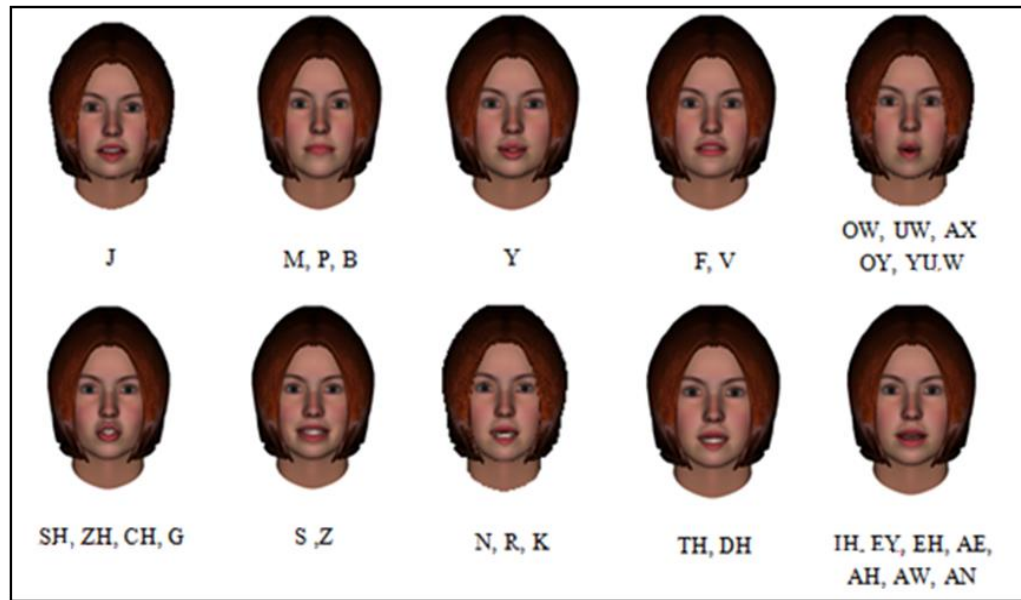 J
M, P, B
Y
F, V
OW, UW, AX
OY, YU,W
SH, ZH, CH, G
S ,Z
N, R, K
TH, DH
IH, EY, EH, AE,
AH, AW, AN